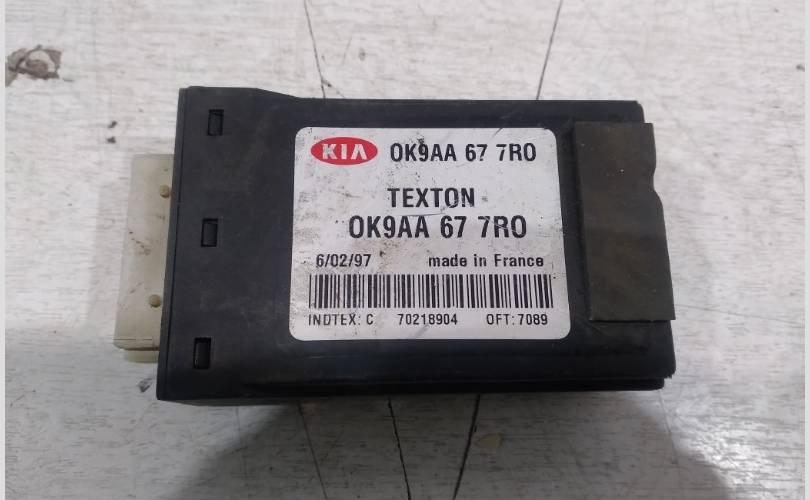 KIA OK9AA 67 7RO
TEXTON
OK9AA 67 7RO
6/02/97 made in France
INDTEX: C 70218904 OFT: 7089